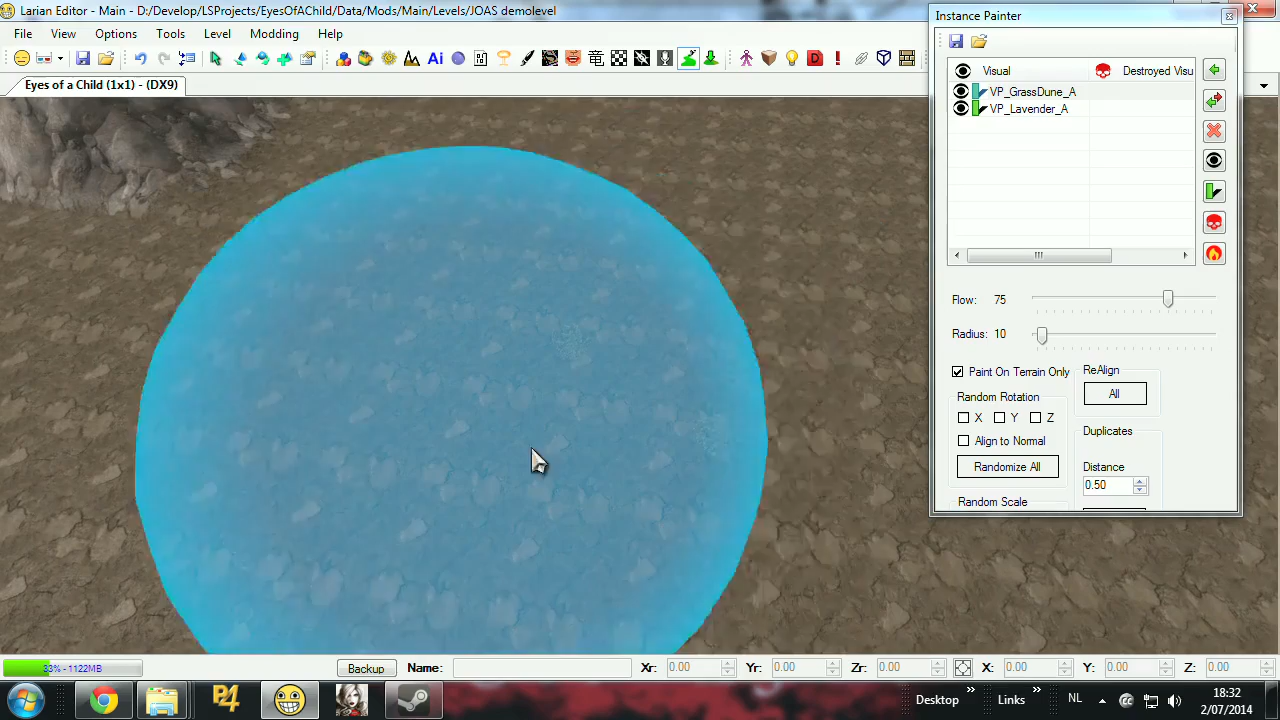 Larian Editor - Main - D:/Develop/LSProjects/EyesOfAChild/Data/Mods/Main/Levels/JOAS demolevel
File View Options Tools Level Modding Help
Ai 竜 D
Eyes of a Child (1x1) - (DX9)
Instance Painter
Visual Destroyed Visu
VP_GrassDune_A
VP_Lavender_A
Flow: 75
Radius: 10
Paint On Terrain Only
ReAlign
All
Random Rotation
X Y Z
Align to Normal
Randomize All
Duplicates
Distance
0.50
Random Scale
33% - 1122MB
Backup Name: Xr: 0.00 Yr: 0.00 Zr: 0.00 X: 0.00 Y: 0.00 Z: 0.00
P4
Desktop » Links » NL
18:32
2/07/2014